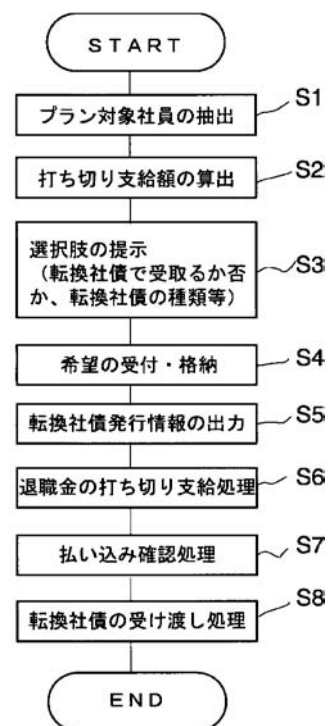 START
プラン対象社員の抽出
S1
打ち切り支給額の算出
S2
選択肢の提示
（転換社債で受取るか否
か、転換社債の種類等）
S3
希望の受付・格納
S4
転換社債発行情報の出力
S5
退職金の打ち切り支給処理
S6
払い込み確認処理
S7
転換社債の受け渡し処理
S8
END